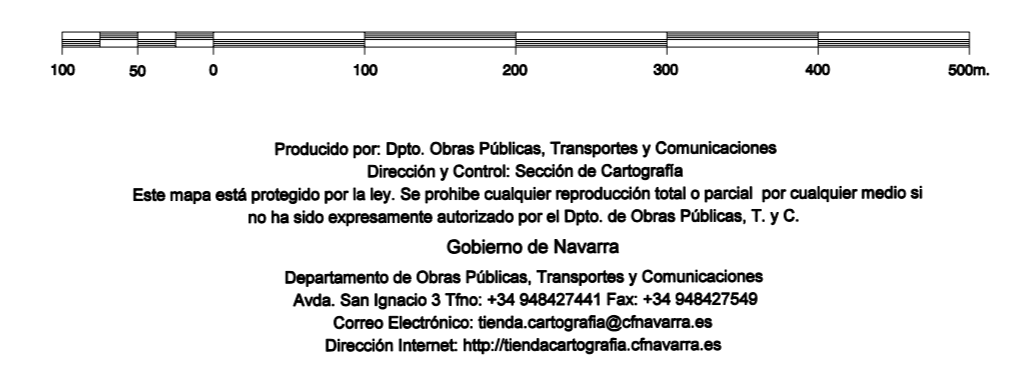 100 50 0 100 200 300 400 500m.
Producido por: Dpto. Obras Públicas, Transportes y Comunicaciones
Dirección y Control: Sección de Cartografía
Este mapa está protegido por la ley. Se prohibe cualquier reproducción total o parcial por cualquier medio si
no ha sido expresamente autorizado por el Dpto. de Obras Públicas, T. y C.
Gobierno de Navarra
Departamento de Obras Públicas, Transportes y Comunicaciones
Avda. San Ignacio 3 Tfno: +34 948427441 Fax: +34 948427549
Correo Electrónico: tienda.cartografia@cfnavarra.es
Dirección Internet: http://tiendacartografia.cfnavarra.es